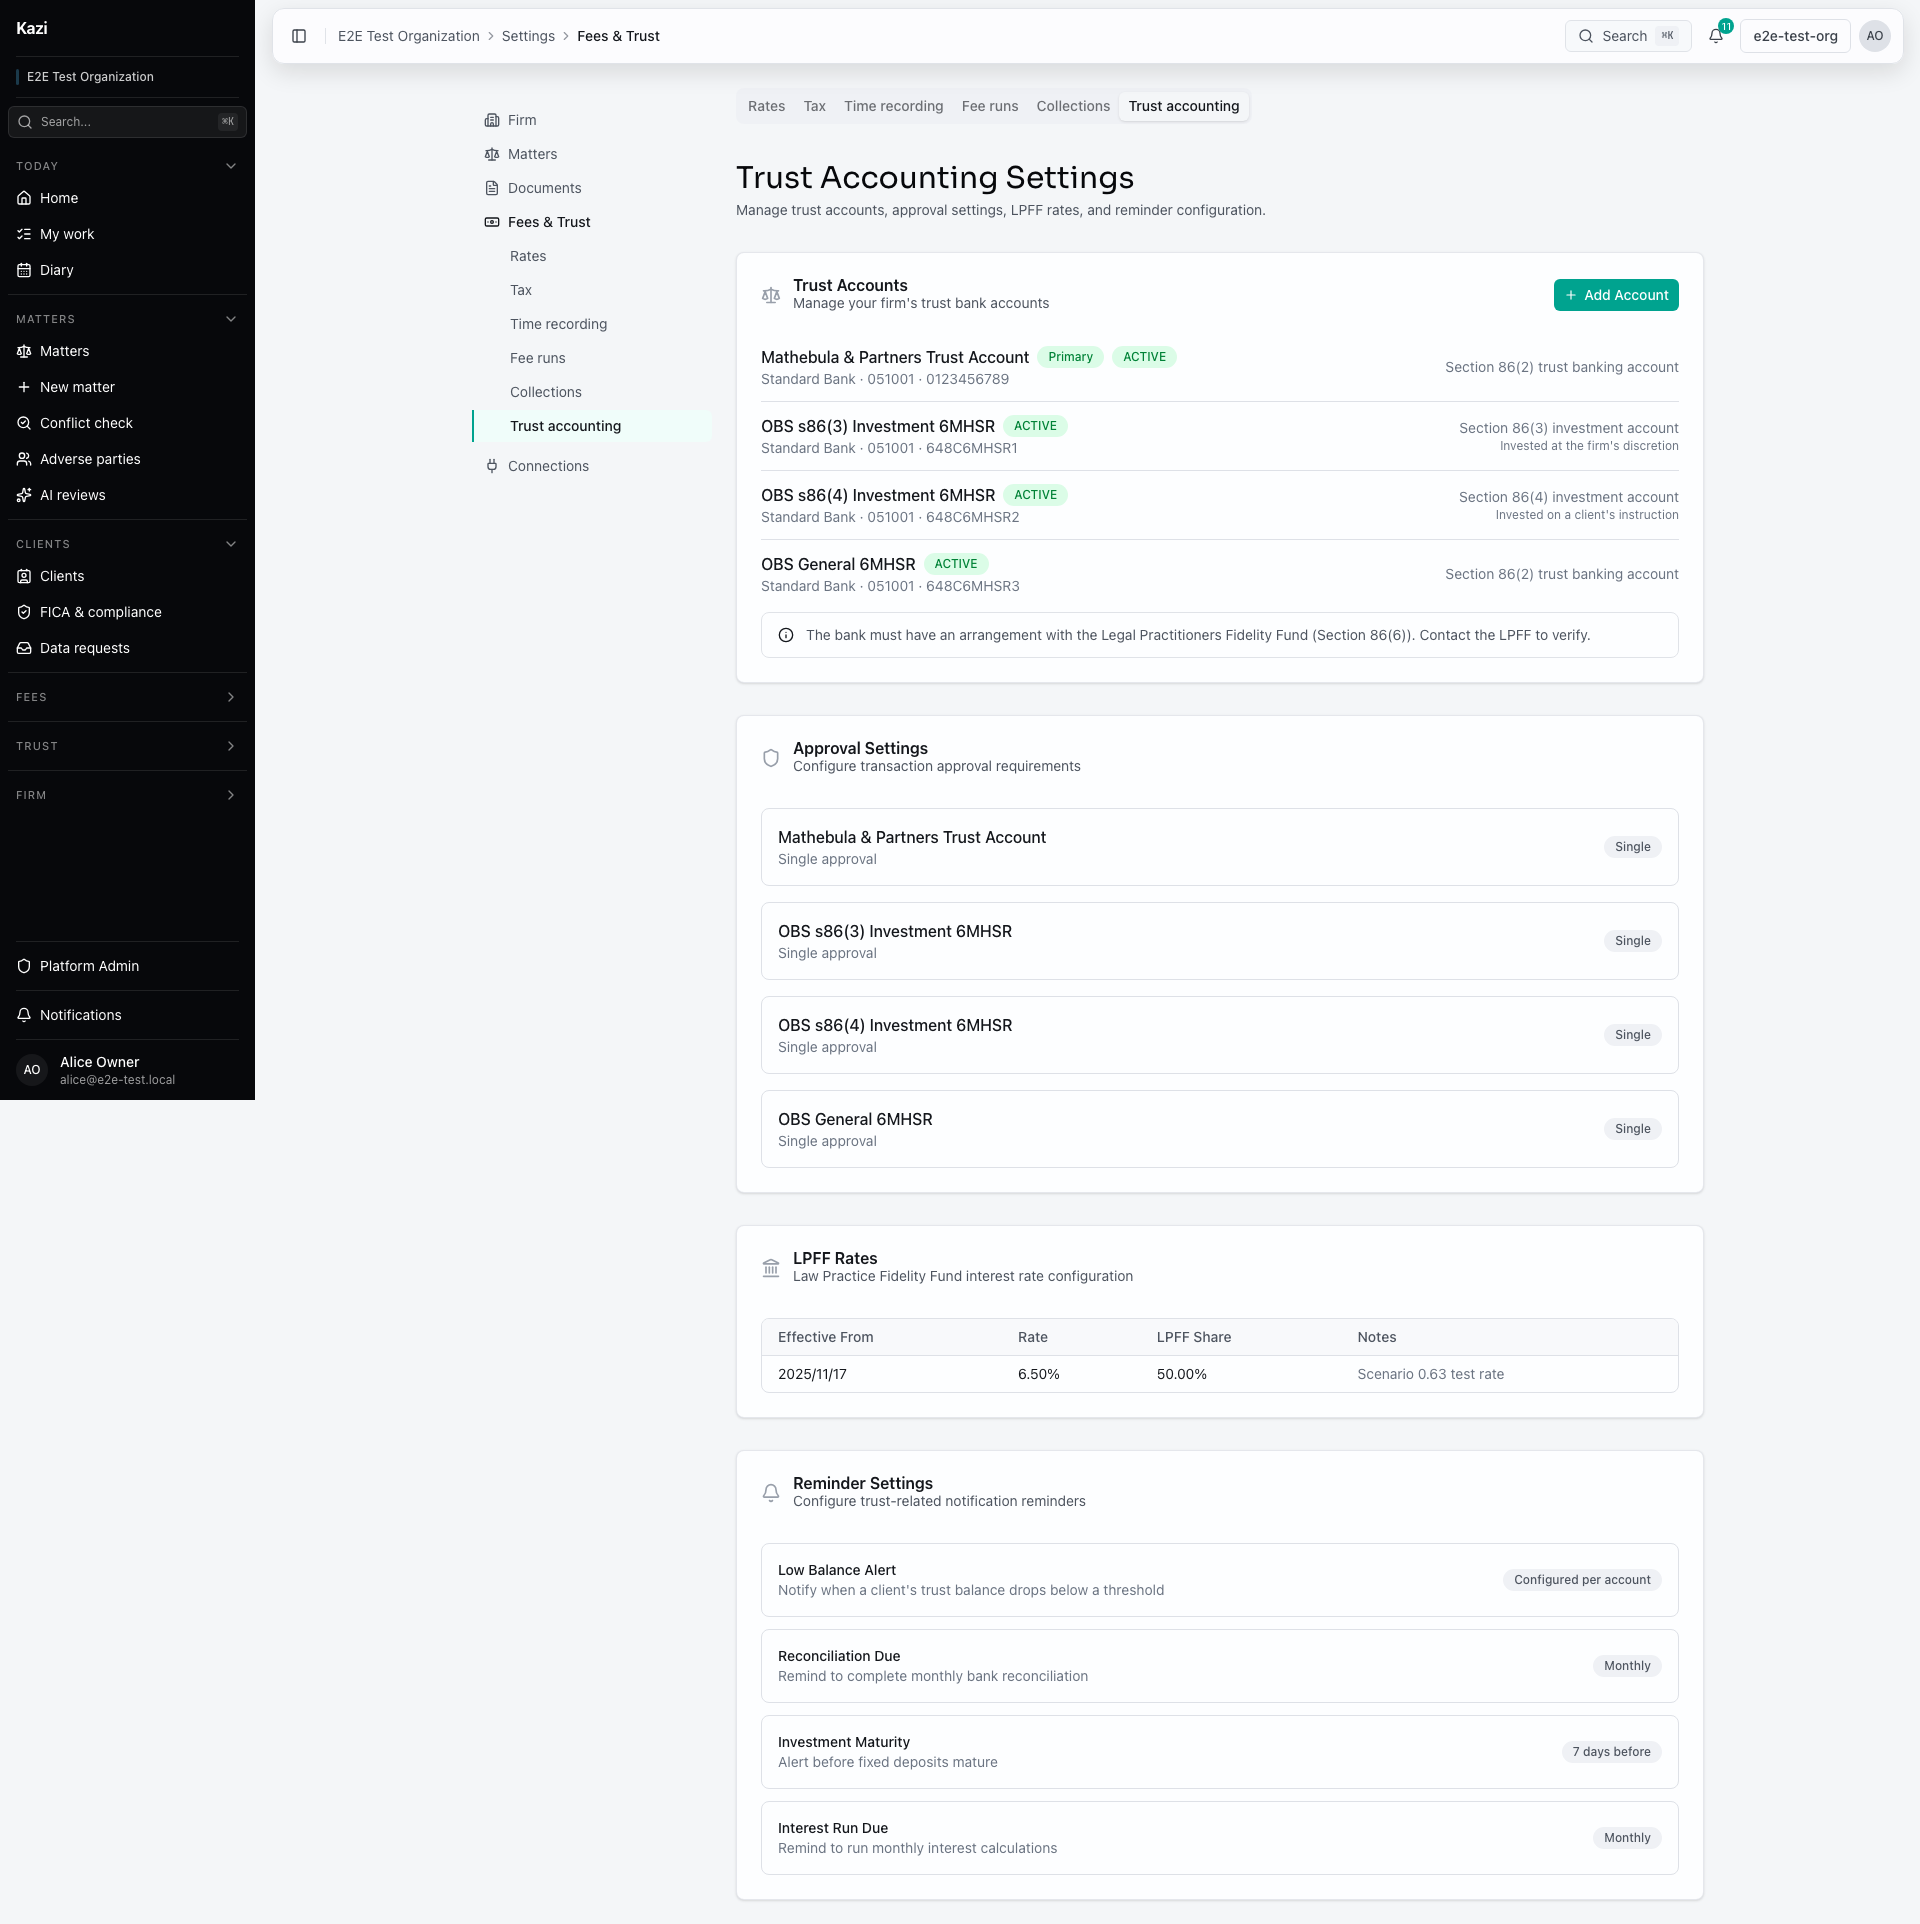 Kazi
E2E Test Organization
Search...
⌘K
TODAY
Home
My work
Diary
MATTERS
Matters
New matter
Conflict check
Adverse parties
AI reviews
CLIENTS
Clients
FICA & compliance
Data requests
FEES
TRUST
FIRM
Platform Admin
Notifications
AO
Alice Owner
alice@e2e-test.local
E2E Test Organization > Settings > Fees & Trust
Search ⌘K
11
e2e-test-org
AO
Firm
Matters
Documents
Fees & Trust
Rates
Tax
Time recording
Fee runs
Collections
Trust accounting
Connections
Rates Tax Time recording Fee runs Collections Trust accounting
Trust Accounting Settings
Manage trust accounts, approval settings, LPFF rates, and reminder configuration.
Trust Accounts
Manage your firm's trust bank accounts
+ Add Account
Mathebula & Partners Trust Account Primary ACTIVE
Standard Bank · 051001 · 0123456789
Section 86(2) trust banking account
OBS s86(3) Investment 6MHSR ACTIVE
Standard Bank · 051001 · 648C6MHSR1
Section 86(3) investment account
Invested at the firm's discretion
OBS s86(4) Investment 6MHSR ACTIVE
Standard Bank · 051001 · 648C6MHSR2
Section 86(4) investment account
Invested on a client's instruction
OBS General 6MHSR ACTIVE
Standard Bank · 051001 · 648C6MHSR3
Section 86(2) trust banking account
The bank must have an arrangement with the Legal Practitioners Fidelity Fund (Section 86(6)). Contact the LPFF to verify.
Approval Settings
Configure transaction approval requirements
Mathebula & Partners Trust Account
Single approval
Single
OBS s86(3) Investment 6MHSR
Single approval
Single
OBS s86(4) Investment 6MHSR
Single approval
Single
OBS General 6MHSR
Single approval
Single
LPFF Rates
Law Practice Fidelity Fund interest rate configuration
Effective From Rate LPFF Share Notes
2025/11/17 6.50% 50.00% Scenario 0.63 test rate
Reminder Settings
Configure trust-related notification reminders
Low Balance Alert
Notify when a client's trust balance drops below a threshold
Configured per account
Reconciliation Due
Remind to complete monthly bank reconciliation
Monthly
Investment Maturity
Alert before fixed deposits mature
7 days before
Interest Run Due
Remind to run monthly interest calculations
Monthly